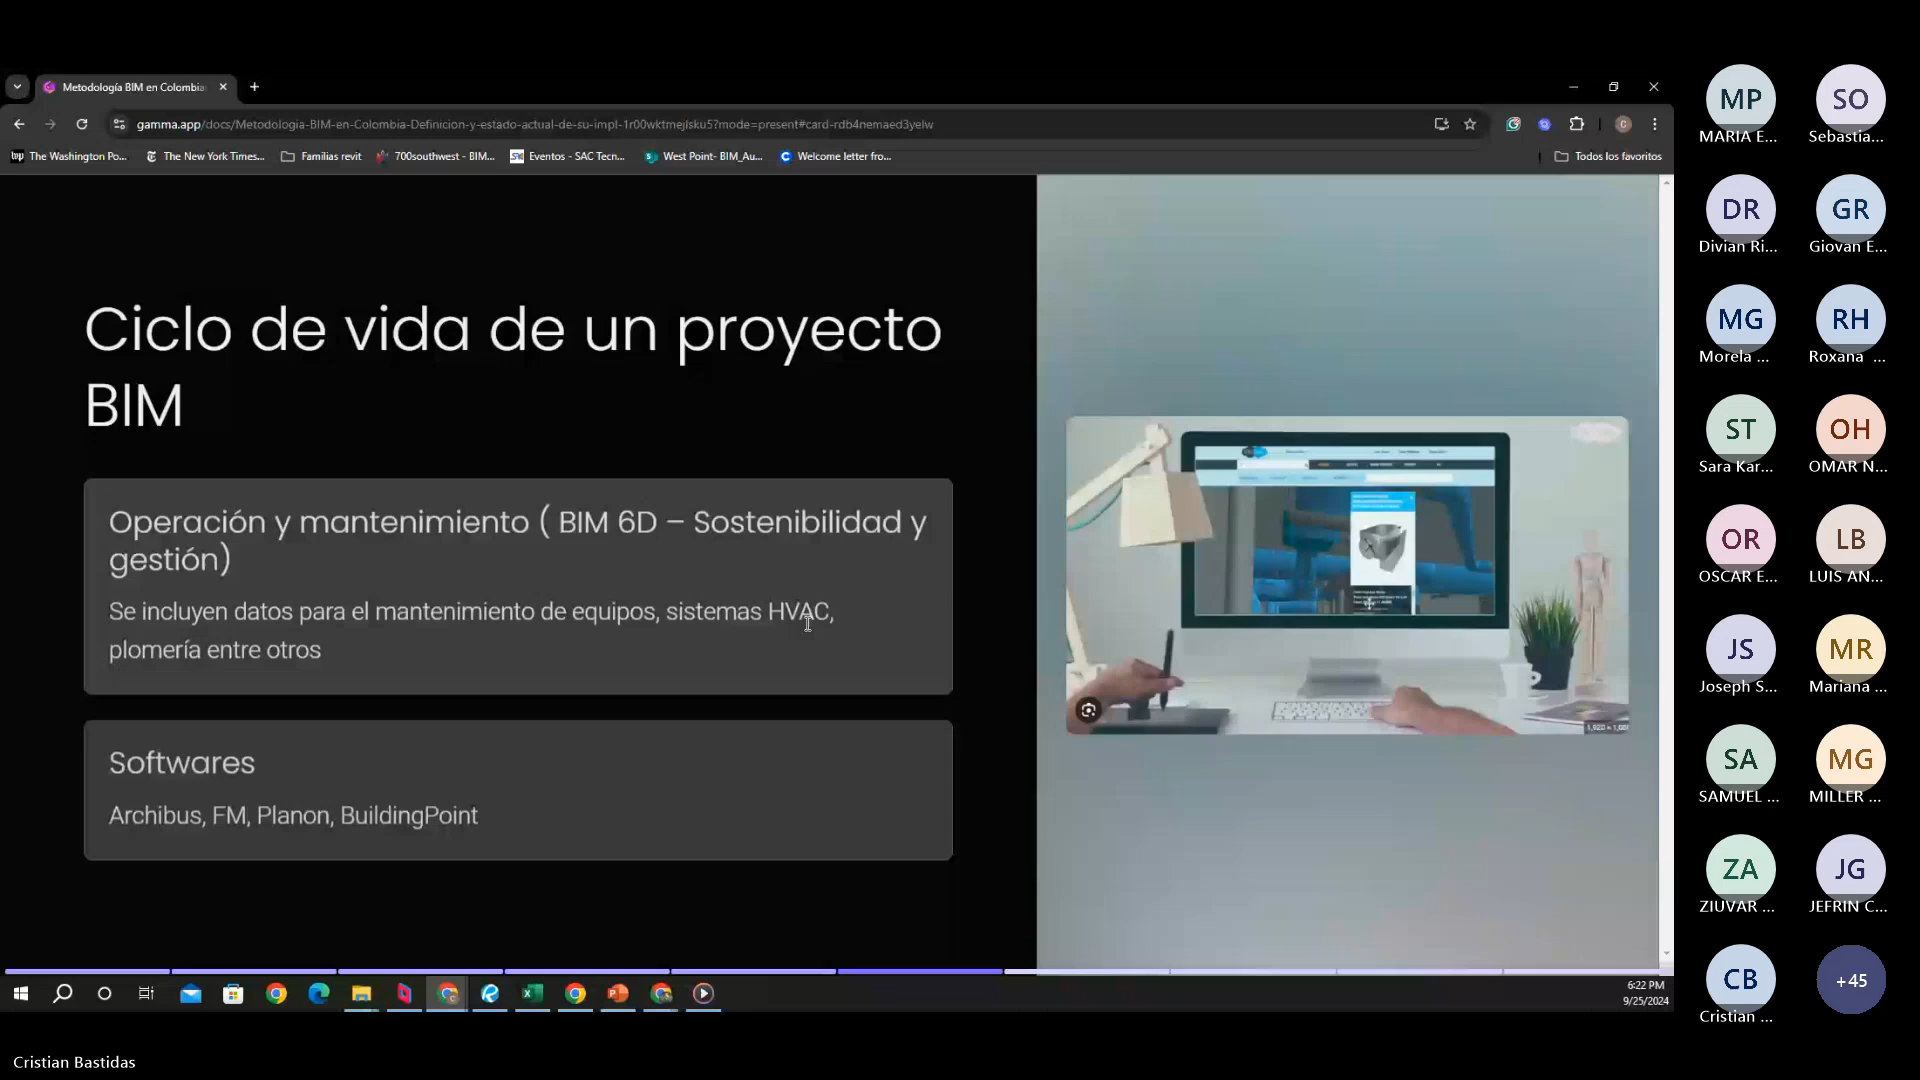 Metodología BIM en Colombia
gamma.app/docs/Metodologia-BIM-en-Colombia-Definicion-y-estado-actual-de-su-impl-1r00wktmejlsku5?mode=present#card-rdb4nemaed3yelw
The Washington Po... The New York Times... Familias revit 700southwest - BIM... Eventos - SAC Tecn... West Point- BIM_Au... Welcome letter fro... Todos los favoritos
Ciclo de vida de un proyecto
BIM
Operación y mantenimiento ( BIM 6D – Sostenibilidad y
gestión)
Se incluyen datos para el mantenimiento de equipos, sistemas HVAC,
plomería entre otros
Softwares
Archibus, FM, Planon, BuildingPoint
6:22 PM
9/25/2024
MP SO
MARIA E... Sebastia...
DR GR
Divian Ri... Giovan E...
MG RH
Morela ... Roxana ...
ST OH
Sara Kar... OMAR N...
OR LB
OSCAR E... LUIS AN...
JS MR
Joseph S... Mariana ...
SA MG
SAMUEL ... MILLER ...
ZA JG
ZIUVAR ... JEFRIN C...
CB +45
Cristian ...
Cristian Bastidas